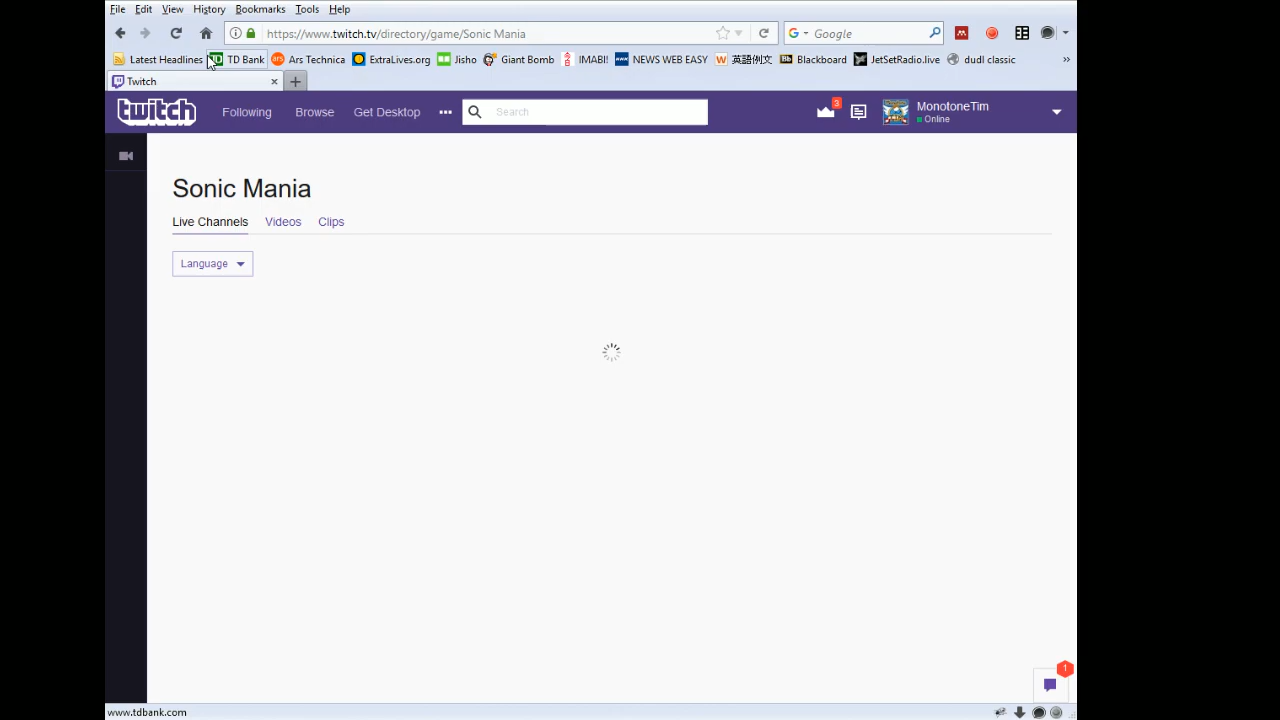 File Edit View History Bookmarks Tools Help
https://www.twitch.tv/directory/game/Sonic Mania
Google
Latest Headlines TD Bank Ars Technica ExtraLives.org Jisho Giant Bomb IMABI! NEWS WEB EASY 英語例文 Blackboard JetSetRadio.live dudl classic »
Twitch
twitch Following Browse Get Desktop ••• Search 3 MonotoneTim
Online
Sonic Mania
Live Channels Videos Clips
Language
1
www.tdbank.com